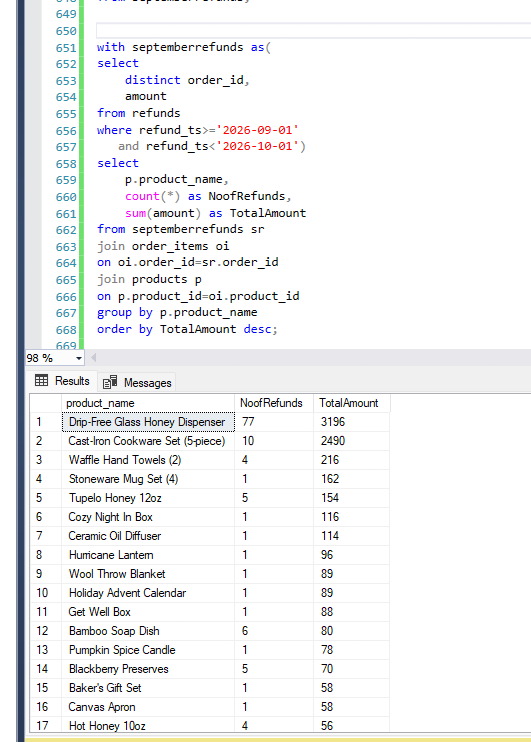 649
650
651 with septemberrefunds as(
652 select
653 distinct order_id,
654 amount
655 from refunds
656 where refund_ts>='2026-09-01'
657 and refund_ts<'2026-10-01')
658 select
659 p.product_name,
660 count(*) as NoofRefunds,
661 sum(amount) as TotalAmount
662 from septemberrefunds sr
663 join order_items oi
664 on oi.order_id=sr.order_id
665 join products p
666 on p.product_id=oi.product_id
667 group by p.product_name
668 order by TotalAmount desc;
669
98 %
Results Messages
product_name NoofRefunds TotalAmount
1 Drip-Free Glass Honey Dispenser 77 3196
2 Cast-Iron Cookware Set (5-piece) 10 2490
3 Waffle Hand Towels (2) 4 216
4 Stoneware Mug Set (4) 1 162
5 Tupelo Honey 12oz 5 154
6 Cozy Night In Box 1 116
7 Ceramic Oil Diffuser 1 114
8 Hurricane Lantern 1 96
9 Wool Throw Blanket 1 89
10 Holiday Advent Calendar 1 89
11 Get Well Box 1 88
12 Bamboo Soap Dish 6 80
13 Pumpkin Spice Candle 1 78
14 Blackberry Preserves 5 70
15 Baker's Gift Set 1 58
16 Canvas Apron 1 58
17 Hot Honey 10oz 4 56